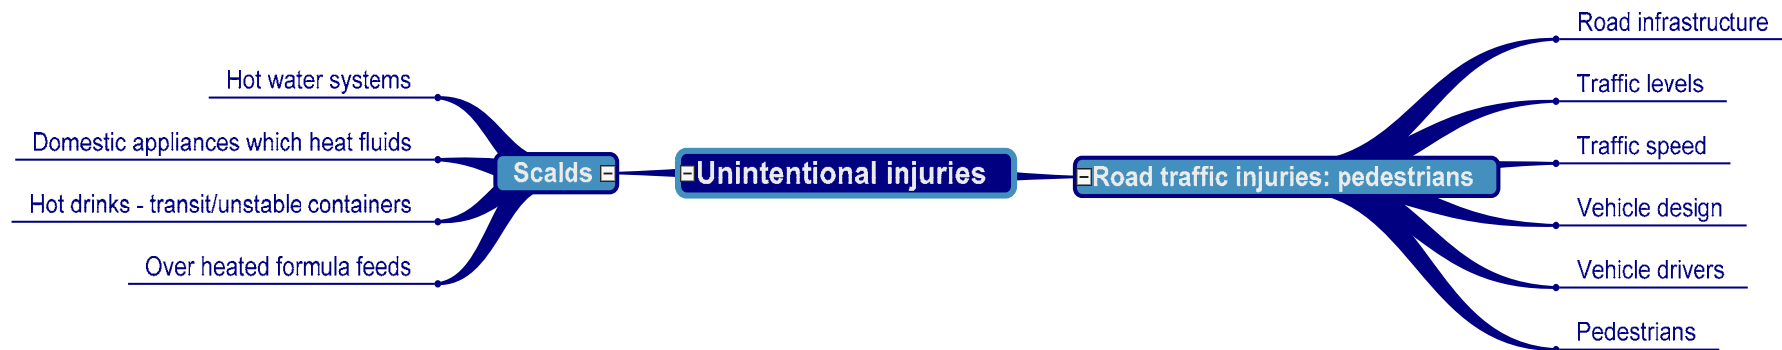 Hot water systems
Domestic appliances which heat fluids
Hot drinks - transit/unstable containers
Over heated formula feeds
Scalds
Unintentional injuries
Road traffic injuries: pedestrians
Road infrastructure
Traffic levels
Traffic speed
Vehicle design
Vehicle drivers
Pedestrians